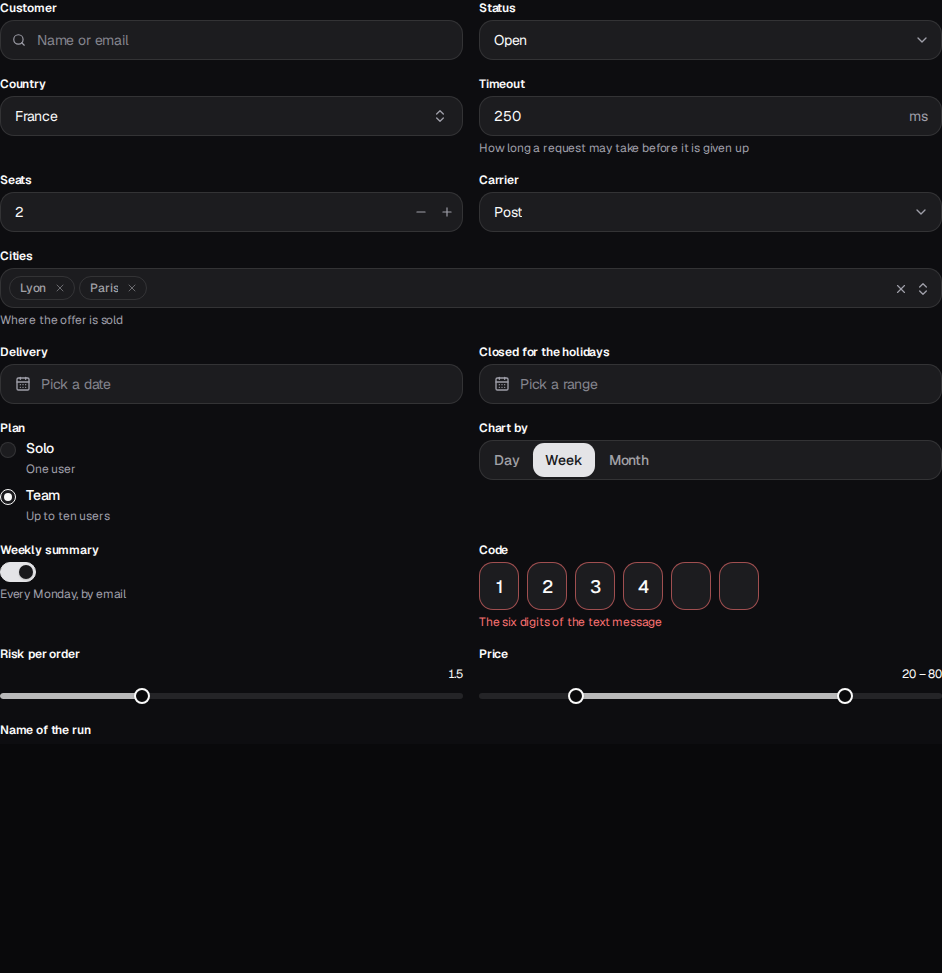 Customer
Status
Name or email
Open
Country
Timeout
France
250 ms
How long a request may take before it is given up
Seats
Carrier
2
Post
Cities
Lyon
Paris
Where the offer is sold
Delivery
Closed for the holidays
Pick a date
Pick a range
Plan
Chart by
Solo
One user
Day Week Month
Team
Up to ten users
Weekly summary
Code
1 2 3 4
Every Monday, by email
The six digits of the text message
Risk per order
Price
1.5
20 – 80
Name of the run